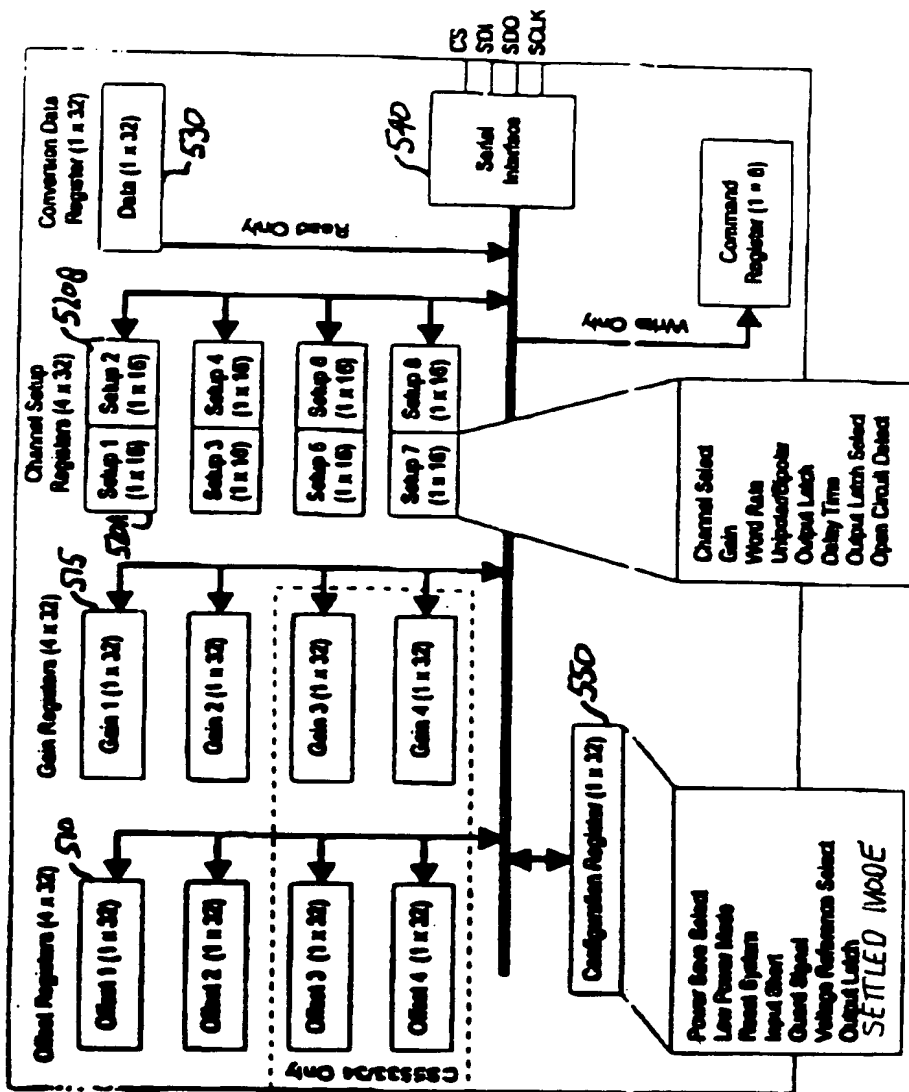 Offset Registers (4 x 32)
510
Offset 1 (1 x 32)
Offset 2 (1 x 32)
Offset 3 (1 x 32)
Offset 4 (1 x 32)
Gain Registers (4 x 32)
515
Gain 1 (1 x 32)
Gain 2 (1 x 32)
Gain 3 (1 x 32)
Gain 4 (1 x 32)
CS5533/34 Only
Channel Setup
Registers (4 x 32)
520A
520B
Setup 1
(1 x 16)
Setup 2
(1 x 16)
Setup 3
(1 x 16)
Setup 4
(1 x 16)
Setup 5
(1 x 16)
Setup 6
(1 x 16)
Setup 7
(1 x 16)
Setup 8
(1 x 16)
Conversion Data
Register (1 x 32)
Data (1 x 32)
530
Read Only
540
Serial
Interface
CS
SDI
SDO
SCLK
Write Only
Command
Register (1 x 8)
Configuration Register (1 x 32)
550
Power Save Select
Low Power Mode
Reset System
Input Short
Guard Signal
Voltage Reference Select
Output Latch
SETTLED MODE
Channel Select
Gain
Word Rate
Unipolar/Bipolar
Output Latch
Delay Time
Output Latch Select
Open Circuit Detect